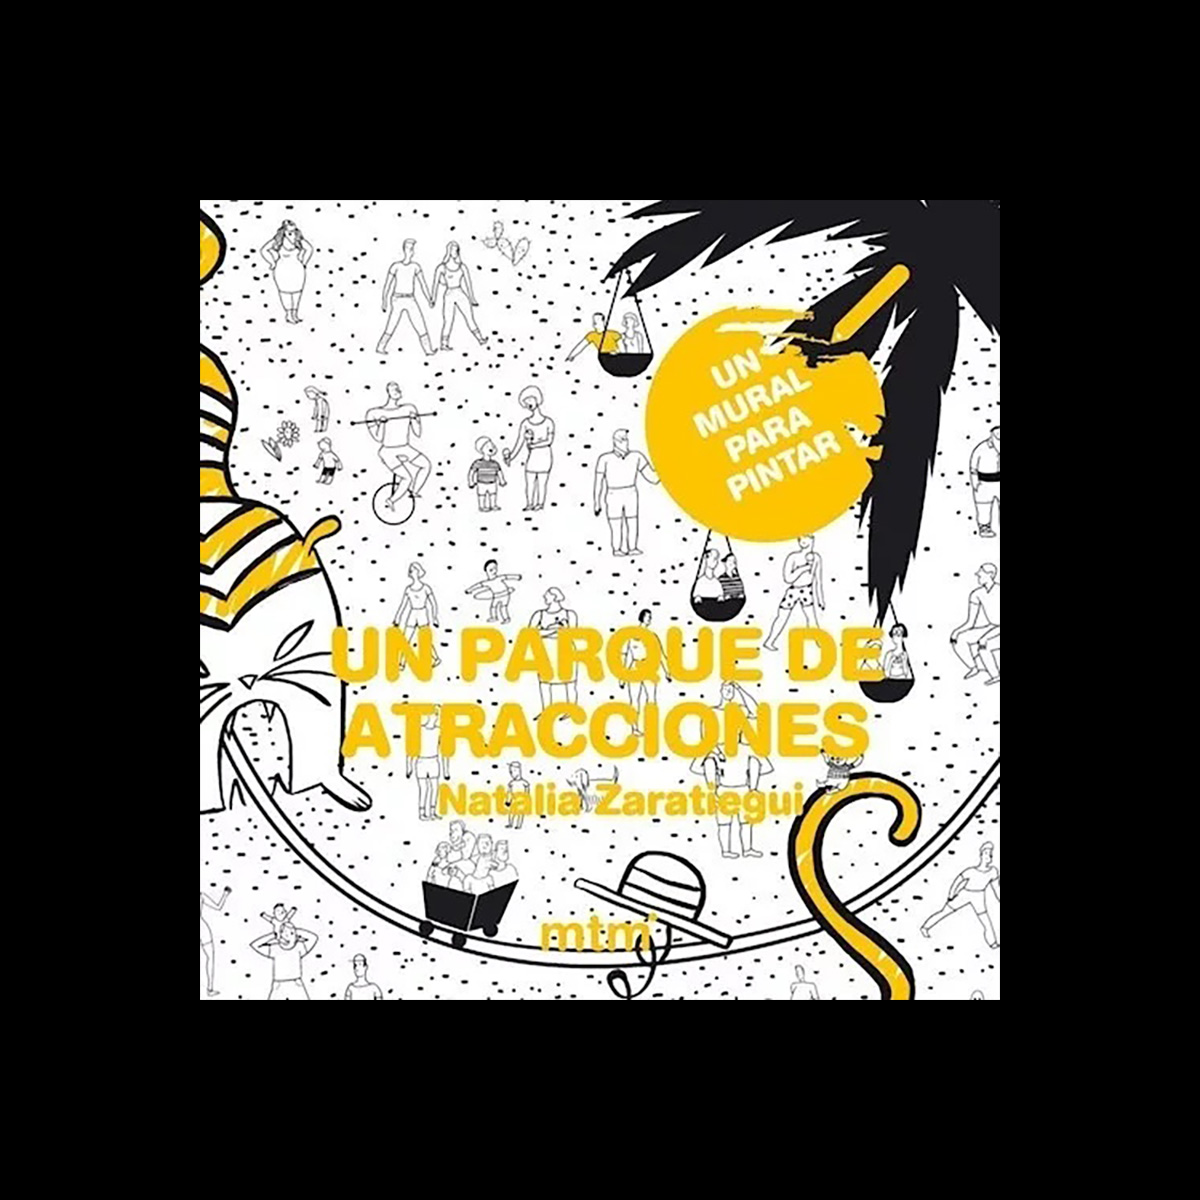 UN
MURAL
PARA
PINTAR
UN PARQUE DE
ATRACCIONES
Natalia Zaratiegui
mtm